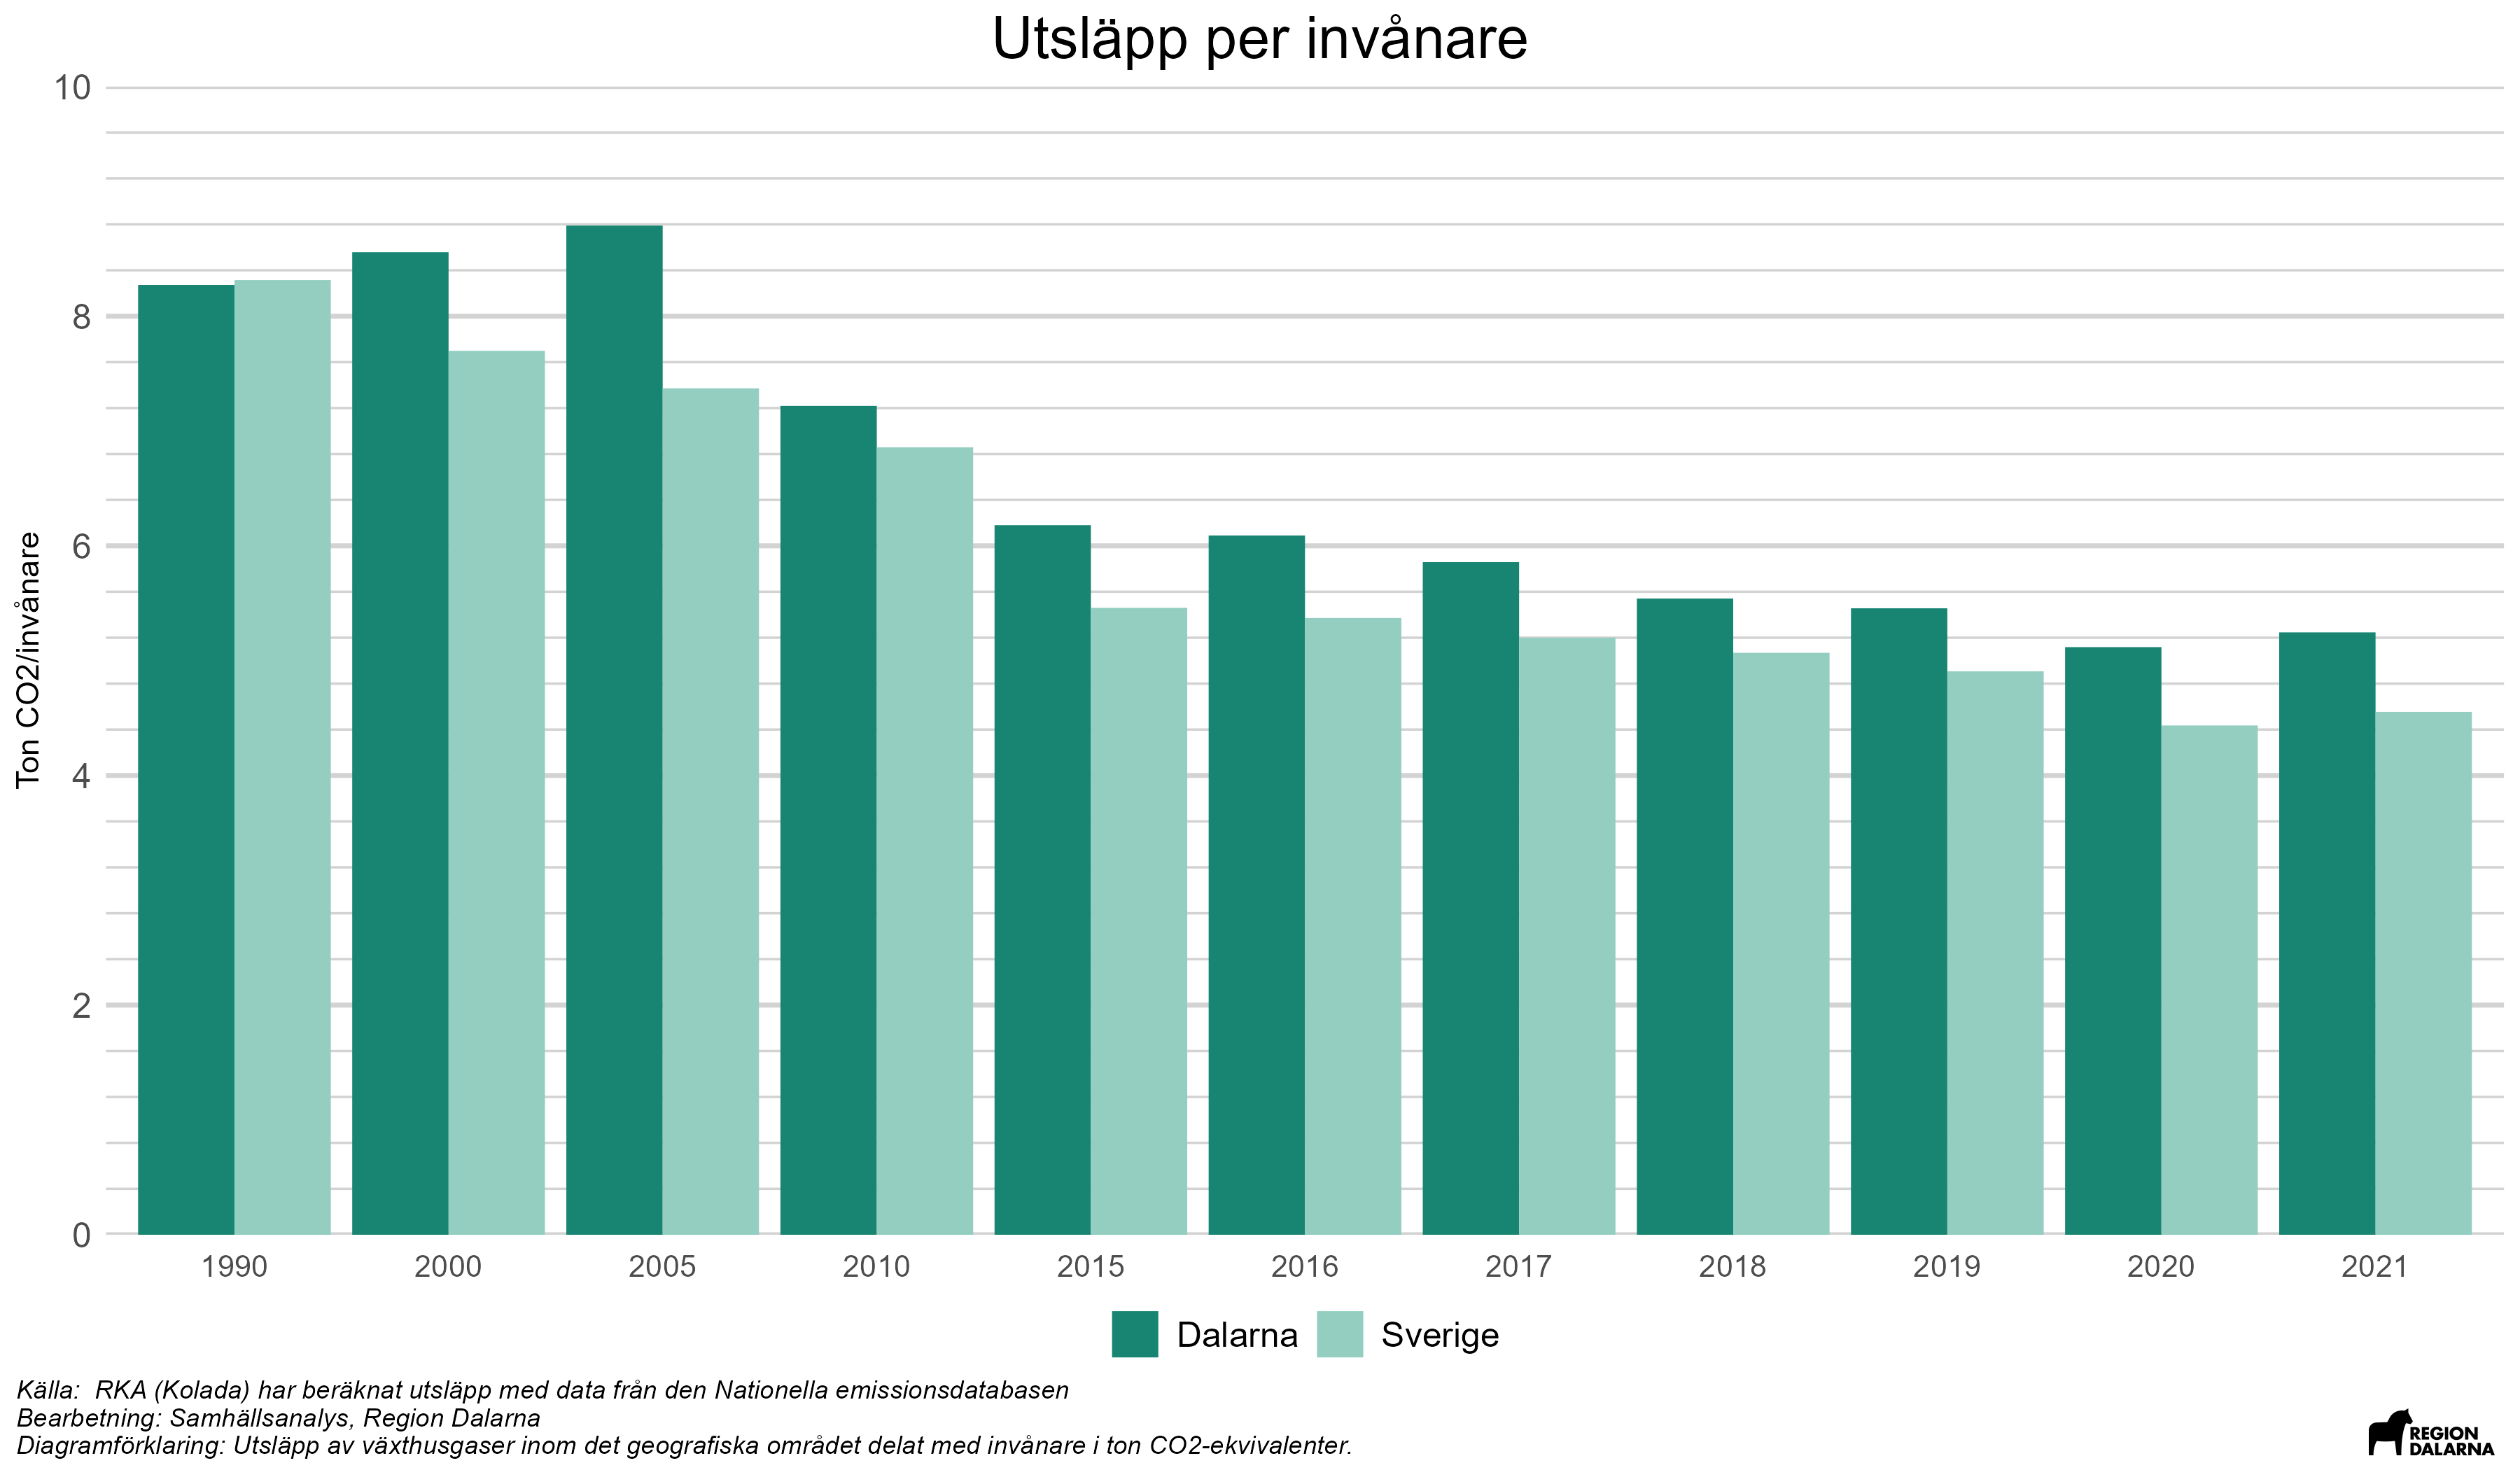 Utsläpp per invånare
10
8
6
4
2
0
Ton CO2/invånare
1990 2000 2005 2010 2015 2016 2017 2018 2019 2020 2021
Dalarna Sverige
Källa: RKA (Kolada) har beräknat utsläpp med data från den Nationella emissionsdatabasen
Bearbetning: Samhällsanalys, Region Dalarna
Diagramförklaring: Utsläpp av växthusgaser inom det geografiska området delat med invånare i ton CO2-ekvivalenter.
REGION
DALARNA